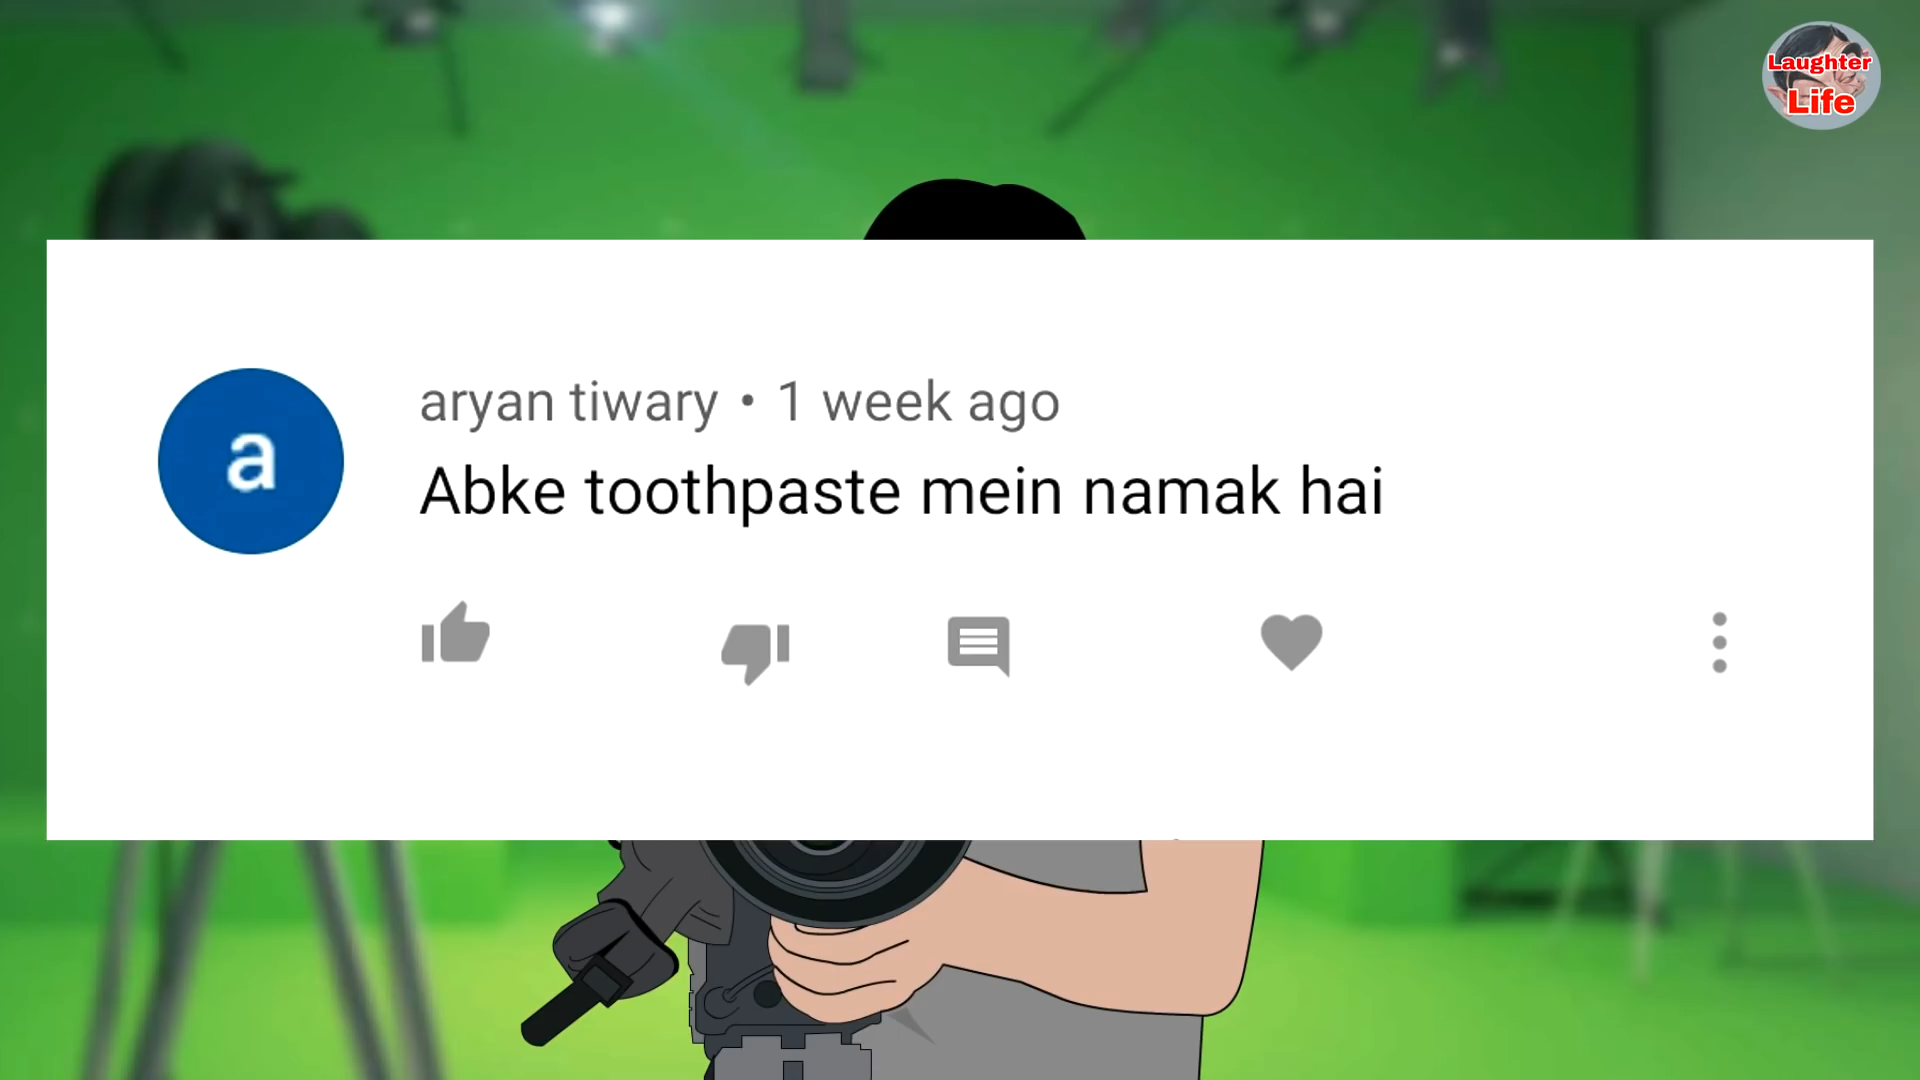 Laughter
Life
a
aryan tiwary • 1 week ago
Abke toothpaste mein namak hai